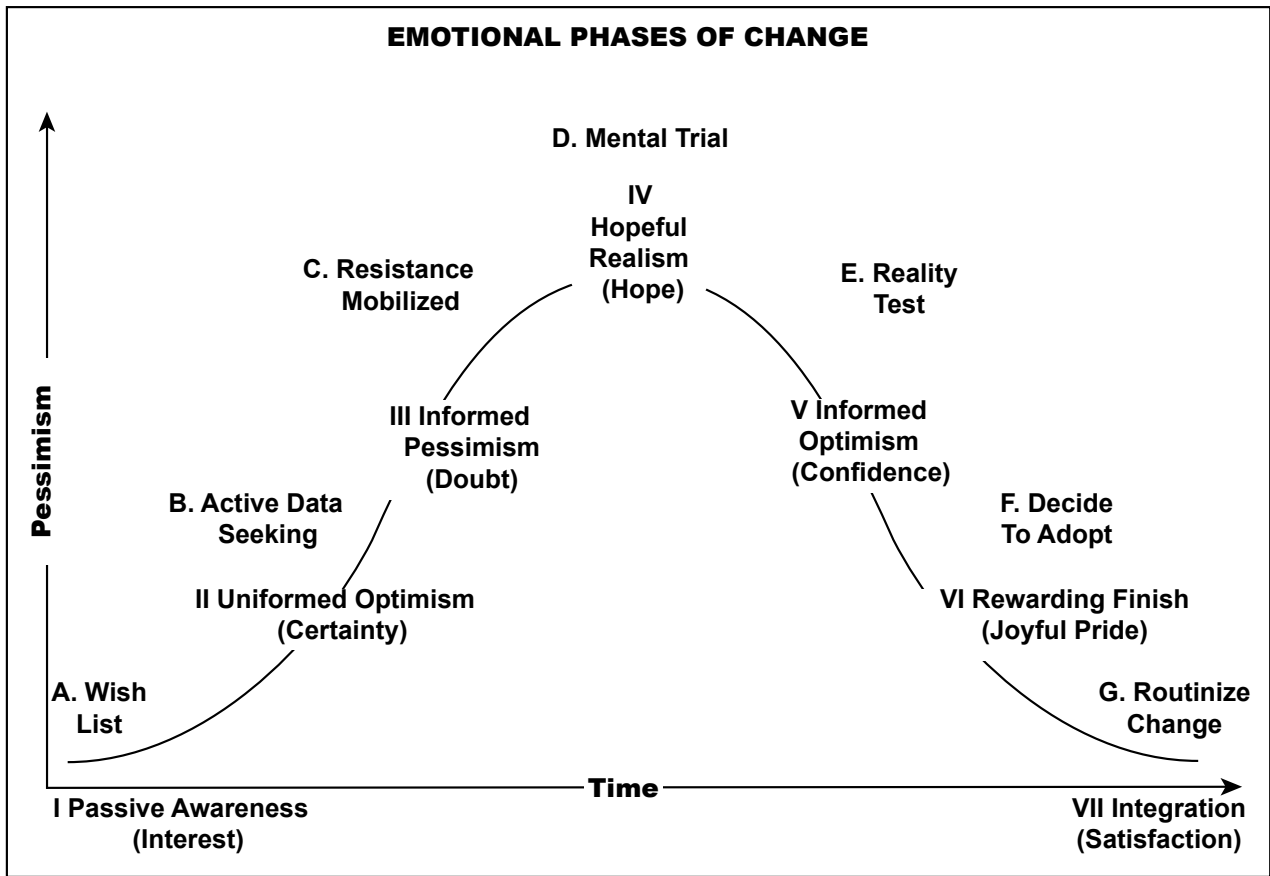 EMOTIONAL PHASES OF CHANGE
D. Mental Trial
IV
Hopeful
Realism
(Hope)
C. Resistance
Mobilized
E. Reality
Test
Pessimism
III Informed
Pessimism
(Doubt)
V Informed
Optimism
(Confidence)
B. Active Data
Seeking
F. Decide
To Adopt
II Uniformed Optimism
(Certainty)
VI Rewarding Finish
(Joyful Pride)
A. Wish
List
G. Routinize
Change
Time
I Passive Awareness
(Interest)
VII Integration
(Satisfaction)